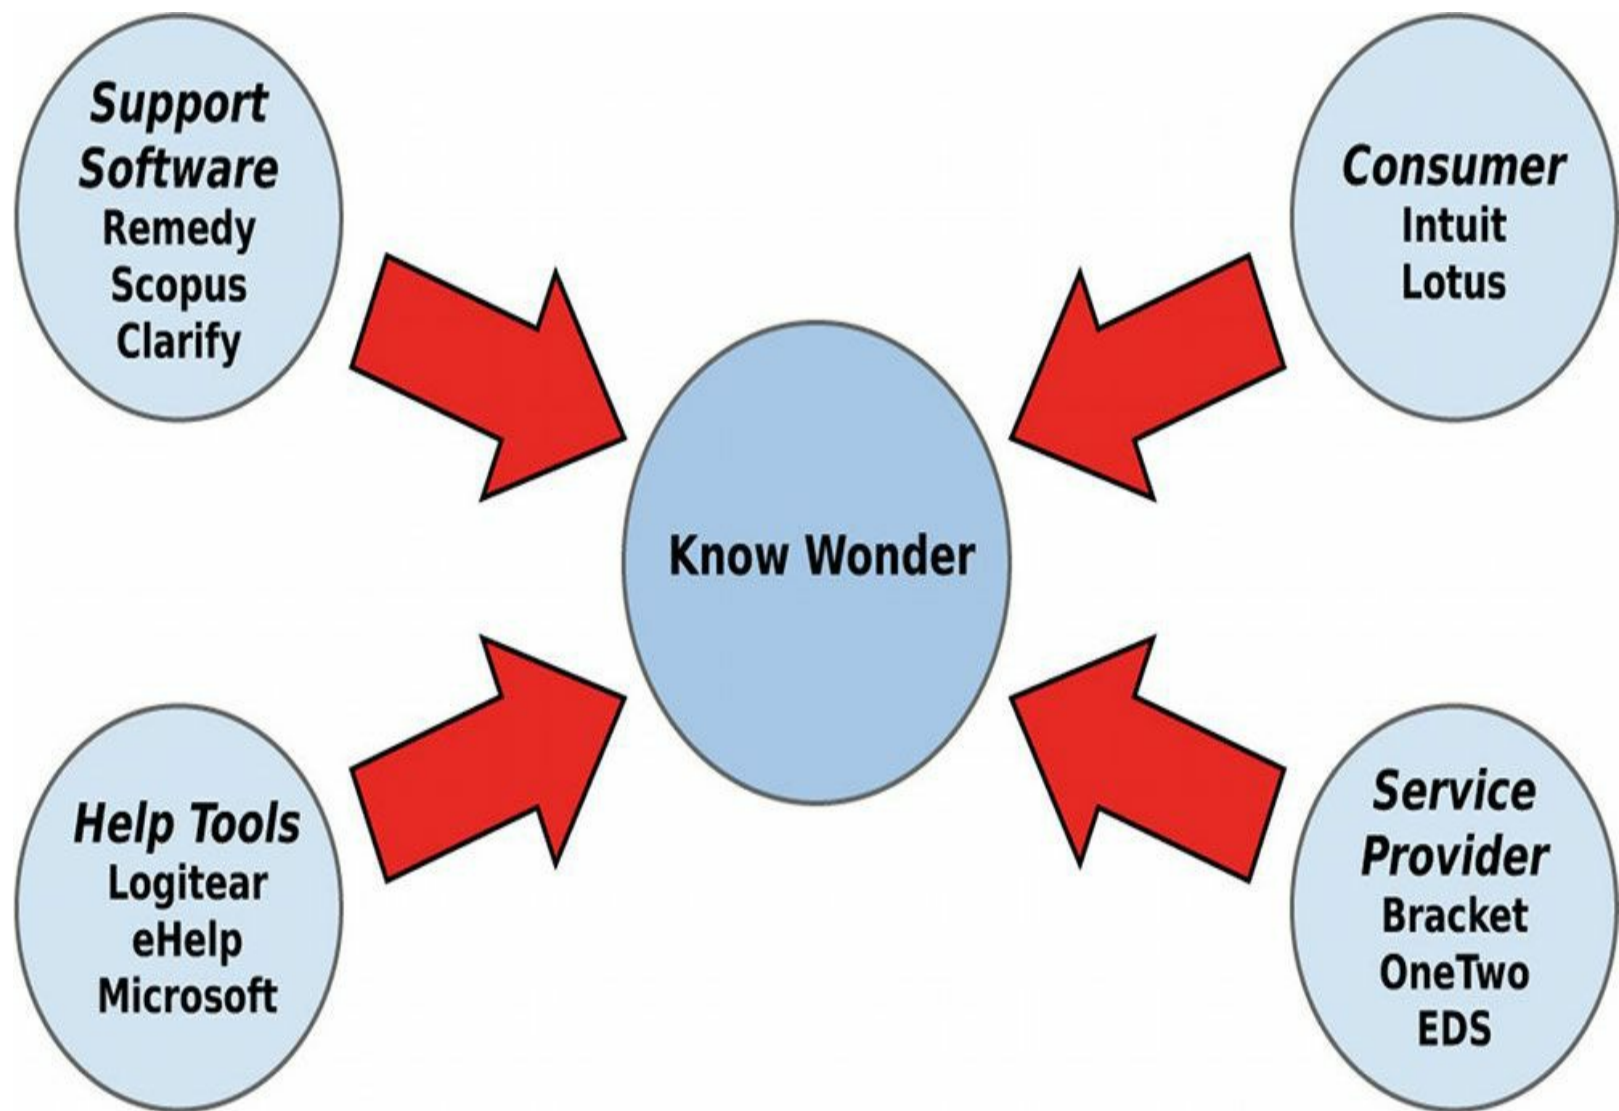 Support
Software
Remedy
Scopus
Clarify
Consumer
Intuit
Lotus
Know Wonder
Help Tools
Logitear
eHelp
Microsoft
Service
Provider
Bracket
OneTwo
EDS